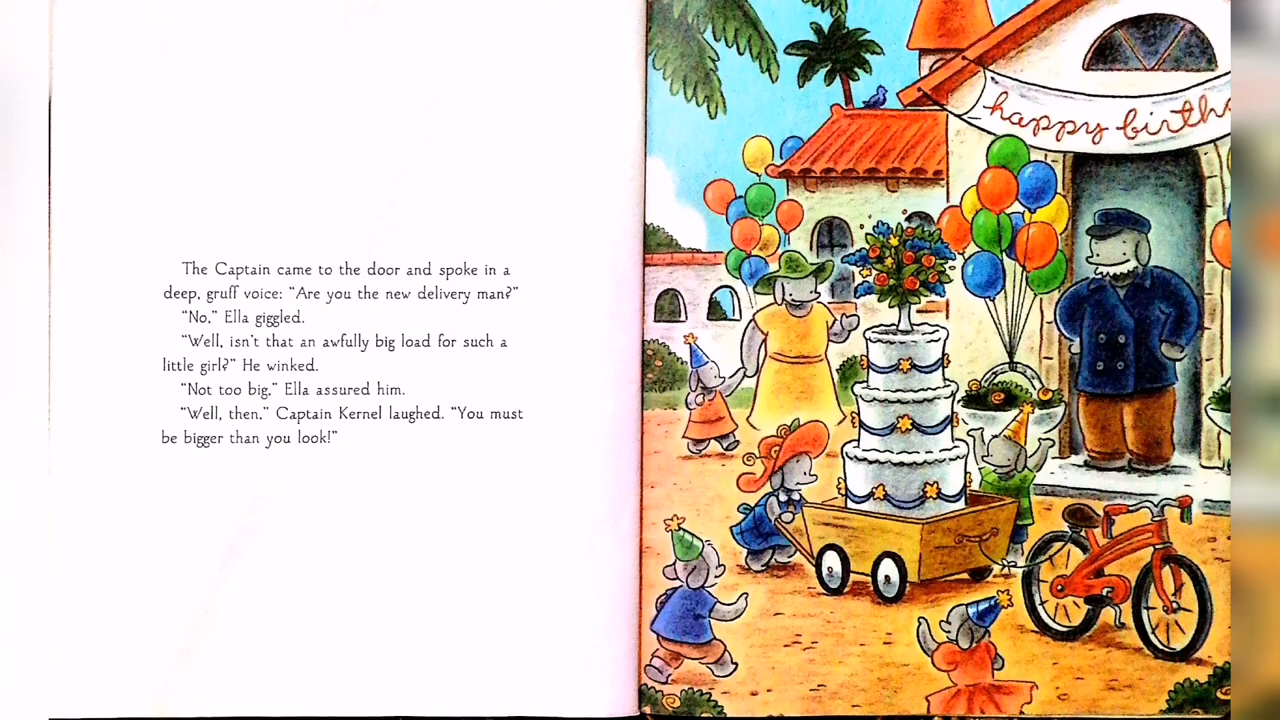 The Captain came to the door and spoke in a
deep, gruff voice: “Are you the new delivery man?”
“No,” Ella giggled.
“Well, isn’t that an awfully big load for such a
little girl?” He winked.
“Not too big,” Ella assured him.
“Well, then,” Captain Kernel laughed. “You must
be bigger than you look!”
happy birth